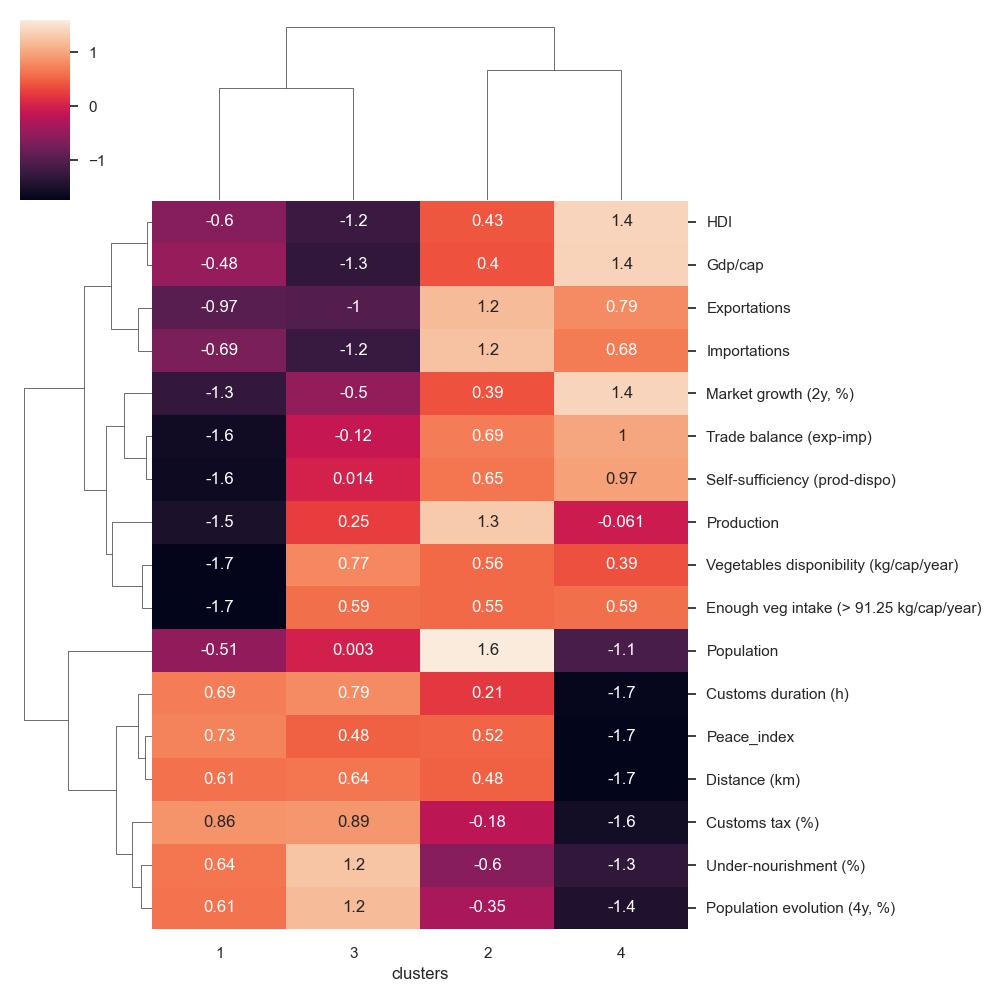 1
0
−1
-0.6 -1.2 0.43 1.4 HDI
-0.48 -1.3 0.4 1.4 Gdp/cap
-0.97 -1 1.2 0.79 Exportations
-0.69 -1.2 1.2 0.68 Importations
-1.3 -0.5 0.39 1.4 Market growth (2y, %)
-1.6 -0.12 0.69 1 Trade balance (exp-imp)
-1.6 0.014 0.65 0.97 Self-sufficiency (prod-dispo)
-1.5 0.25 1.3 -0.061 Production
-1.7 0.77 0.56 0.39 Vegetables disponibility (kg/cap/year)
-1.7 0.59 0.55 0.59 Enough veg intake (> 91.25 kg/cap/year)
-0.51 0.003 1.6 -1.1 Population
0.69 0.79 0.21 -1.7 Customs duration (h)
0.73 0.48 0.52 -1.7 Peace_index
0.61 0.64 0.48 -1.7 Distance (km)
0.86 0.89 -0.18 -1.6 Customs tax (%)
0.64 1.2 -0.6 -1.3 Under-nourishment (%)
0.61 1.2 -0.35 -1.4 Population evolution (4y, %)
1 3 2 4
clusters